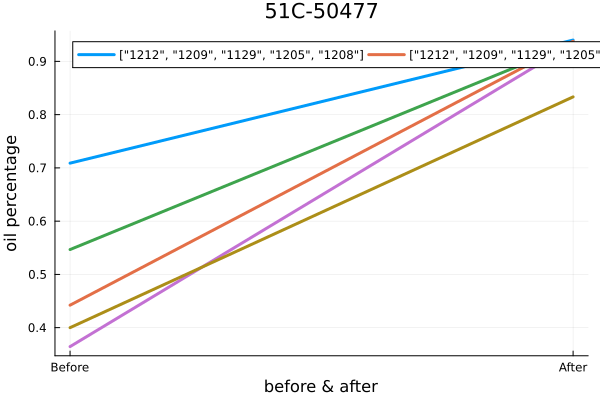 51C-50477
["1212", "1209", "1129", "1205", "1208"] ["1212", "1209", "1129", "1205"
0.9
0.8
0.7
0.6
0.5
0.4
oil percentage
Before After
before & after